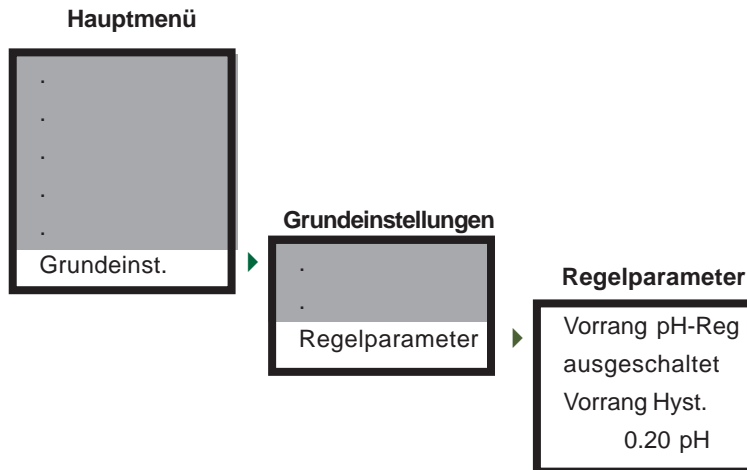 Hauptmenü
.
.
.
.
.
Grundeinst.
Grundeinstellungen
.
.
Regelparameter
Regelparameter
Vorrang pH-Reg
ausgeschaltet
Vorrang Hyst.
0.20 pH